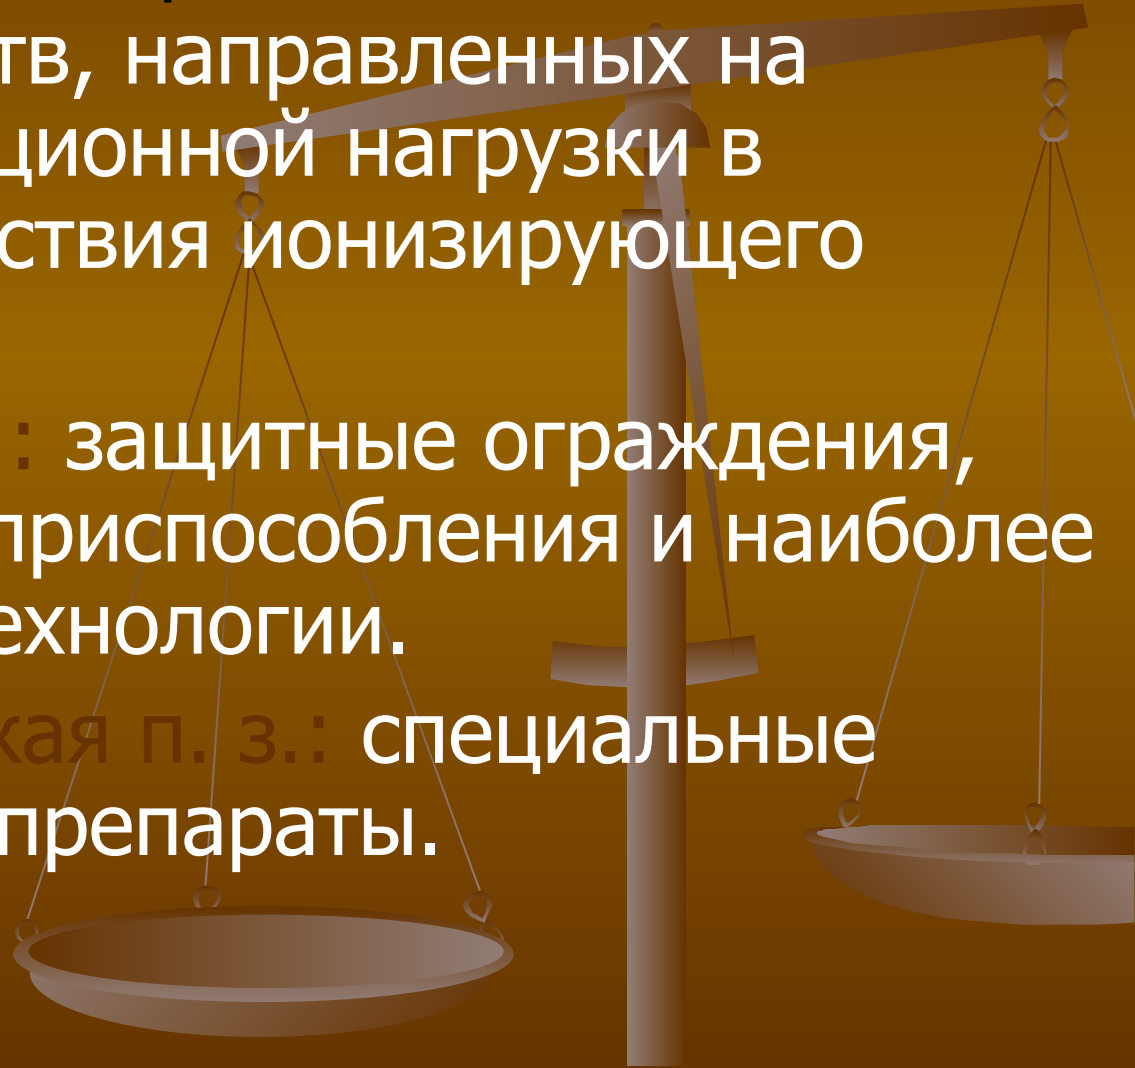 тв, направленных на
ционной нагрузки в
ствия ионизирующего
: защитные ограждения,
приспособления и наиболее
ехнологии.
кая п. з.: специальные
препараты.